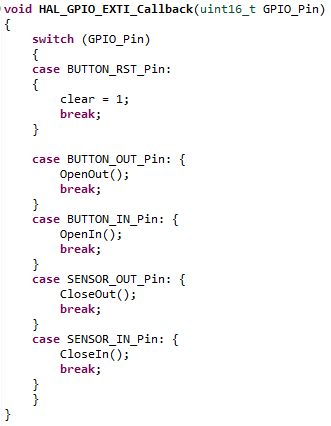 void HAL_GPIO_EXTI_Callback(uint16_t GPIO_Pin)
{
    switch (GPIO_Pin)
    {
    case BUTTON_RST_Pin:
    {
        clear = 1;
        break;
    }

    case BUTTON_OUT_Pin: {
        OpenOut();
        break;
    }
    case BUTTON_IN_Pin: {
        OpenIn();
        break;
    }
    case SENSOR_OUT_Pin: {
        CloseOut();
        break;
    }
    case SENSOR_IN_Pin: {
        CloseIn();
        break;
    }
    }
}